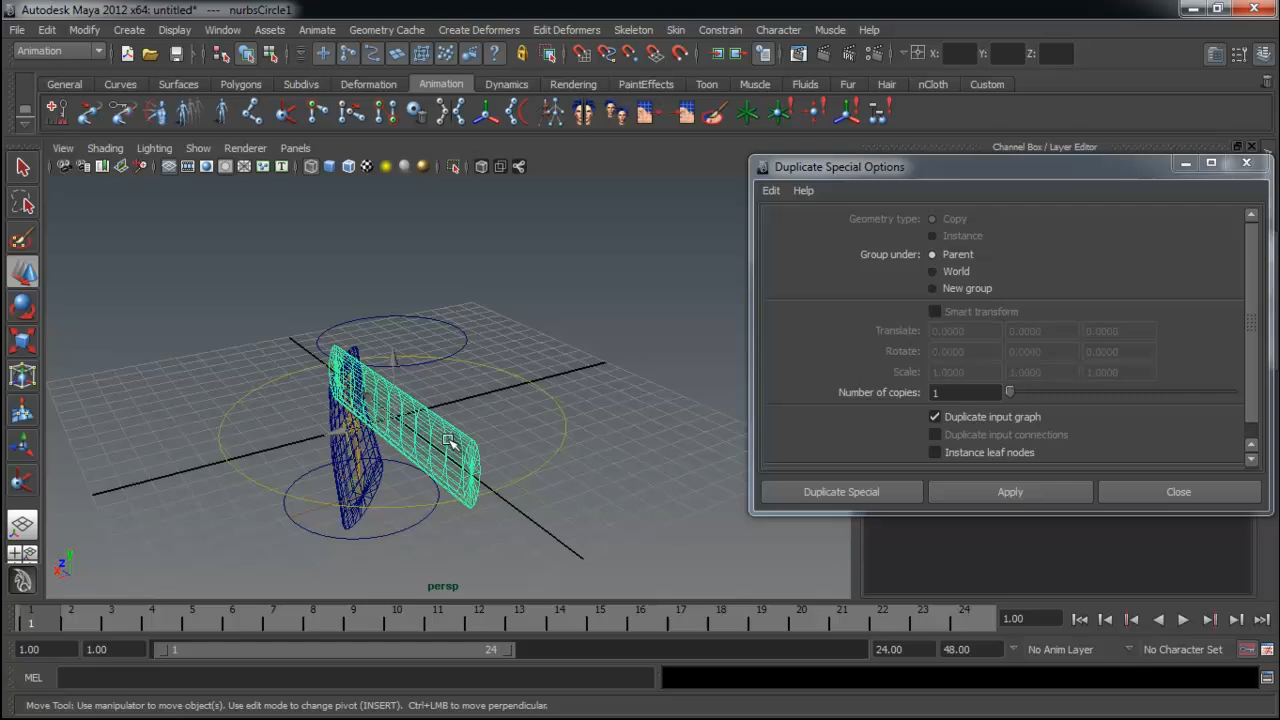 Autodesk Maya 2012 x64: untitled* --- nurbsCircle1
File Edit Modify Create Display Window Assets Animate Geometry Cache Create Deformers Edit Deformers Skeleton Skin Constrain Character Muscle Help
Animation X: Y: Z:
General Curves Surfaces Polygons Subdivs Deformation Animation Dynamics Rendering PaintEffects Toon Muscle Fluids Fur Hair nCloth Custom
View Shading Lighting Show Renderer Panels
Channel Box / Layer Editor
Duplicate Special Options
Edit Help
Geometry type: Copy
Instance
Group under: Parent
World
New group
Smart transform
Translate: 0.0000 0.0000 0.0000
Rotate: 0.0000 0.0000 0.0000
Scale: 1.0000 1.0000 1.0000
Number of copies: 1
Duplicate input graph
Duplicate input connections
Instance leaf nodes
Duplicate Special Apply Close
y
z
x
persp
1 2 3 4 5 6 7 8 9 10 11 12 13 14 15 16 17 18 19 20 21 22 23 24
1
1.00
1.00 1.00 1 24 24.00 48.00 No Anim Layer No Character Set
MEL
Move Tool: Use manipulator to move object(s). Use edit mode to change pivot (INSERT). Ctrl+LMB to move perpendicular.